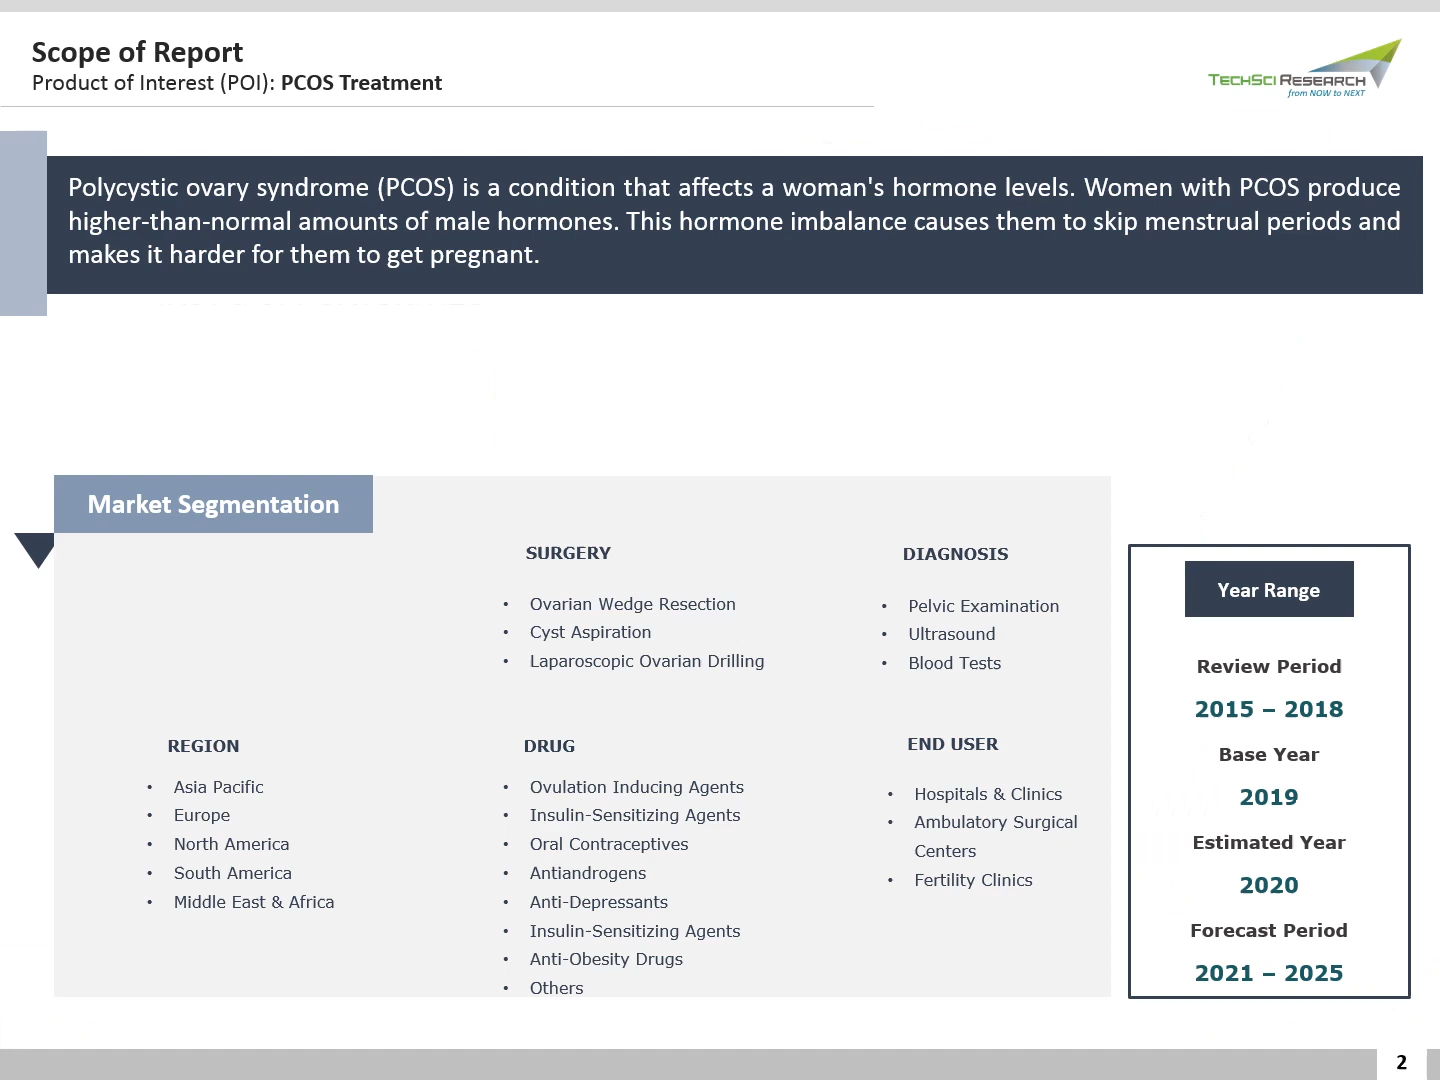 Scope of Report
Product of Interest (POI): PCOS Treatment
TechSci Research
from NOW to NEXT
Polycystic ovary syndrome (PCOS) is a condition that affects a woman's hormone levels. Women with PCOS produce
higher-than-normal amounts of male hormones. This hormone imbalance causes them to skip menstrual periods and
makes it harder for them to get pregnant.
Market Segmentation
SURGERY
• Ovarian Wedge Resection
• Cyst Aspiration
• Laparoscopic Ovarian Drilling
DIAGNOSIS
• Pelvic Examination
• Ultrasound
• Blood Tests
REGION
• Asia Pacific
• Europe
• North America
• South America
• Middle East & Africa
DRUG
• Ovulation Inducing Agents
• Insulin-Sensitizing Agents
• Oral Contraceptives
• Antiandrogens
• Anti-Depressants
• Insulin-Sensitizing Agents
• Anti-Obesity Drugs
• Others
END USER
• Hospitals & Clinics
• Ambulatory Surgical
Centers
• Fertility Clinics
Year Range
Review Period
2015 – 2018
Base Year
2019
Estimated Year
2020
Forecast Period
2021 – 2025
2